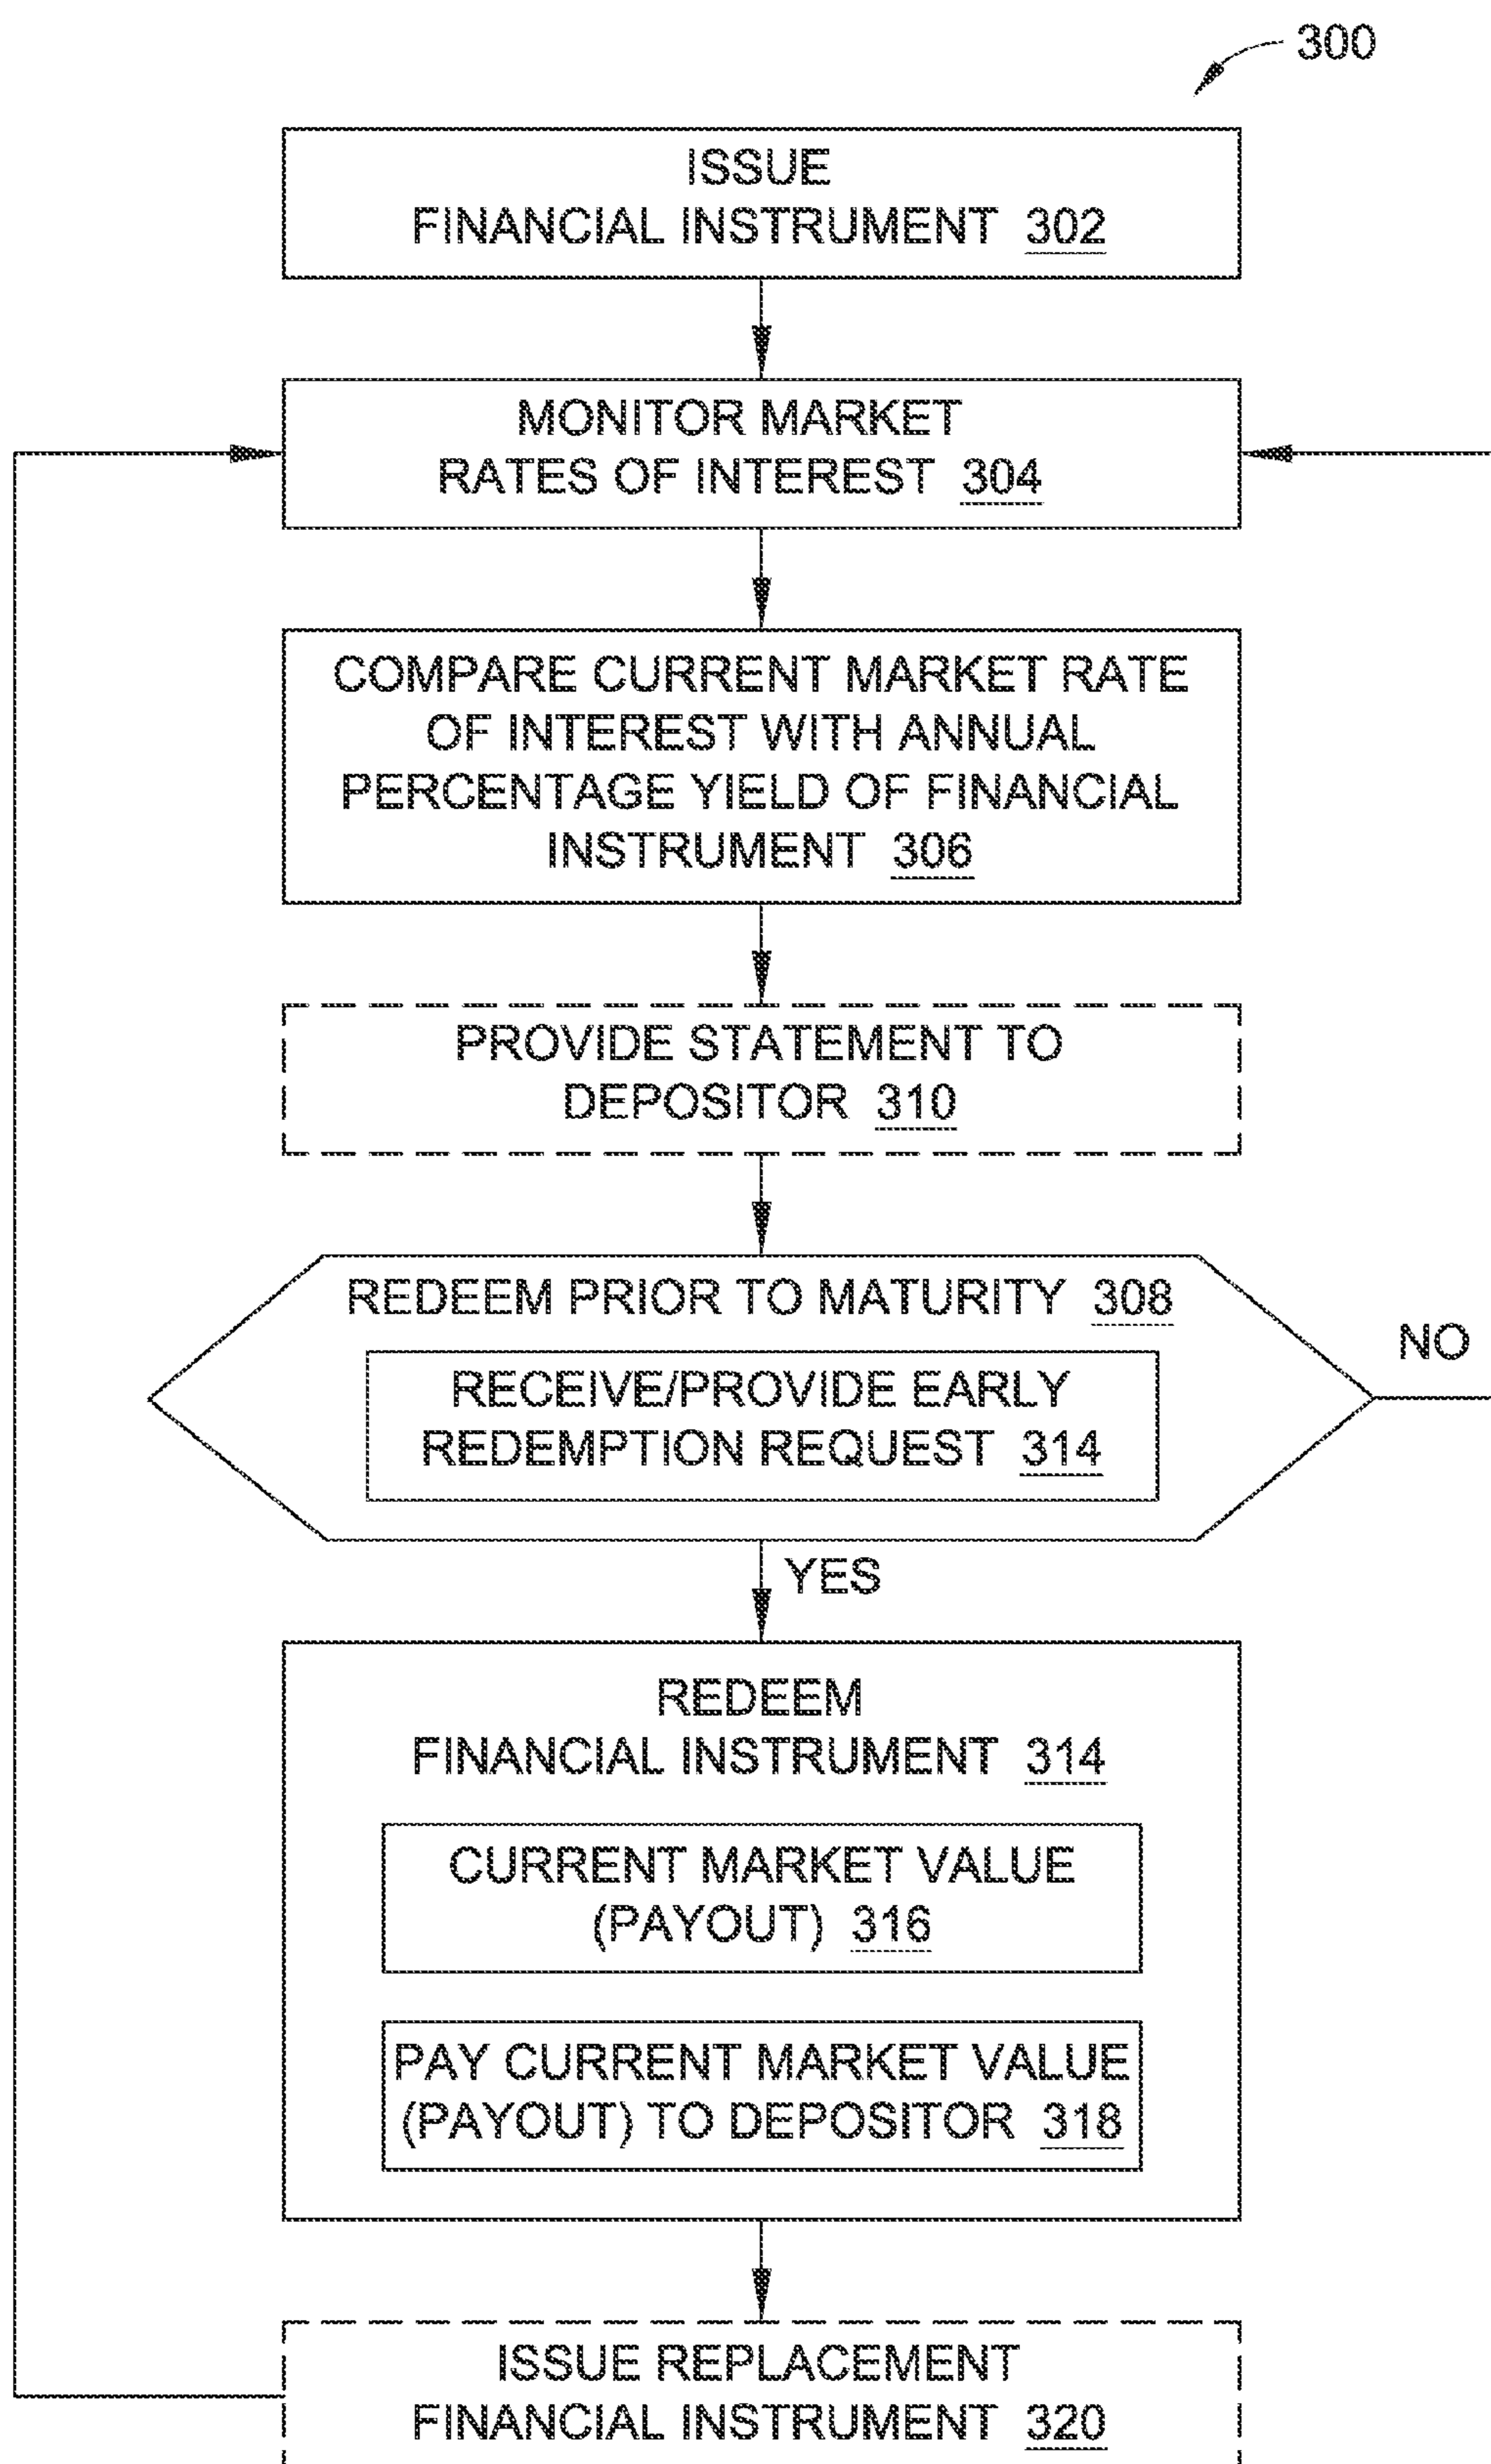 300
ISSUE
FINANCIAL INSTRUMENT 302
MONITOR MARKET
RATES OF INTEREST 304
COMPARE CURRENT MARKET RATE
OF INTEREST WITH ANNUAL
PERCENTAGE YIELD OF FINANCIAL
INSTRUMENT 306
PROVIDE STATEMENT TO
DEPOSITOR 310
REDEEM PRIOR TO MATURITY 308
NO
RECEIVE/PROVIDE EARLY
REDEMPTION REQUEST 314
YES
REDEEM
FINANCIAL INSTRUMENT 314
CURRENT MARKET VALUE
(PAYOUT) 316
PAY CURRENT MARKET VALUE
(PAYOUT) TO DEPOSITOR 318
ISSUE REPLACEMENT
FINANCIAL INSTRUMENT 320